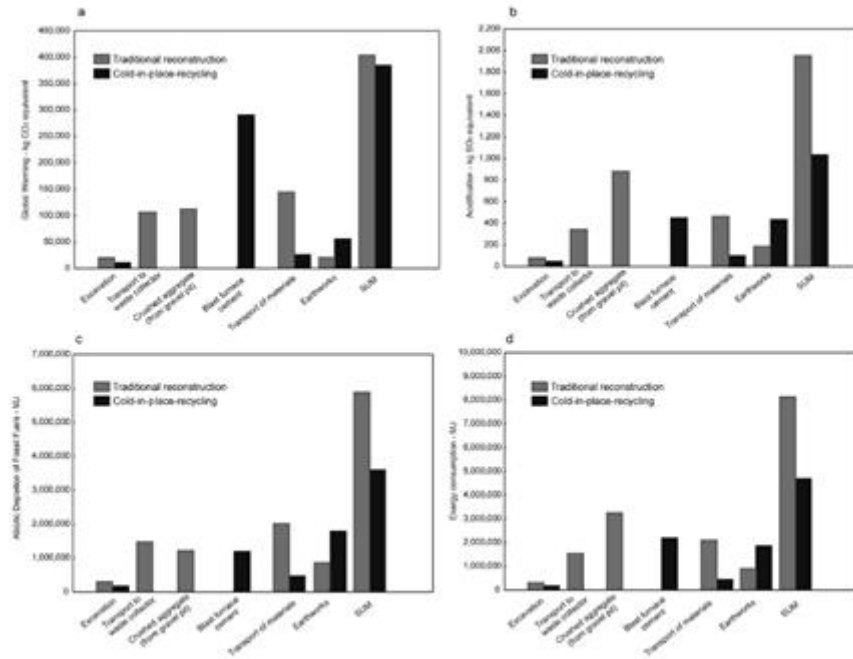 a
Global Warming - kg CO₂ equivalent
450,000
400,000
350,000
300,000
250,000
200,000
150,000
100,000
50,000
0
Traditional reconstruction
Cold-in-place-recycling
Excavation
Transport to
waste collector
Crushed aggregate
(from gravel pit)
Blast furnace
cement
Transport of materials
Earthworks
SUM
b
Acidification - kg SO₂ equivalent
2,200
2,000
1,800
1,600
1,400
1,200
1,000
800
600
400
200
0
Traditional reconstruction
Cold-in-place-recycling
Excavation
Transport to
waste collector
Crushed aggregate
(from gravel pit)
Blast furnace
cement
Transport of materials
Earthworks
SUM
c
Abiotic Depletion of Fossil Fuels - MJ
7,000,000
6,000,000
5,000,000
4,000,000
3,000,000
2,000,000
1,000,000
0
Traditional reconstruction
Cold-in-place-recycling
Excavation
Transport to
waste collector
Crushed aggregate
(from gravel pit)
Blast furnace
cement
Transport of materials
Earthworks
SUM
d
Energy consumption - MJ
10,000,000
9,000,000
8,000,000
7,000,000
6,000,000
5,000,000
4,000,000
3,000,000
2,000,000
1,000,000
0
Traditional reconstruction
Cold-in-place-recycling
Excavation
Transport to
waste collector
Crushed aggregate
(from gravel pit)
Blast furnace
cement
Transport of materials
Earthworks
SUM